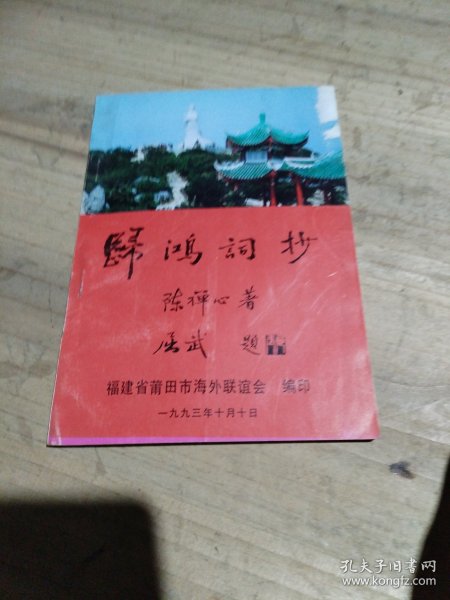 歸鴻詞抄
陈禅心著
屈武 題
福建省莆田市海外联谊会 编印
一九九三年十月十日
孔夫子旧书网
www.kongfz.com